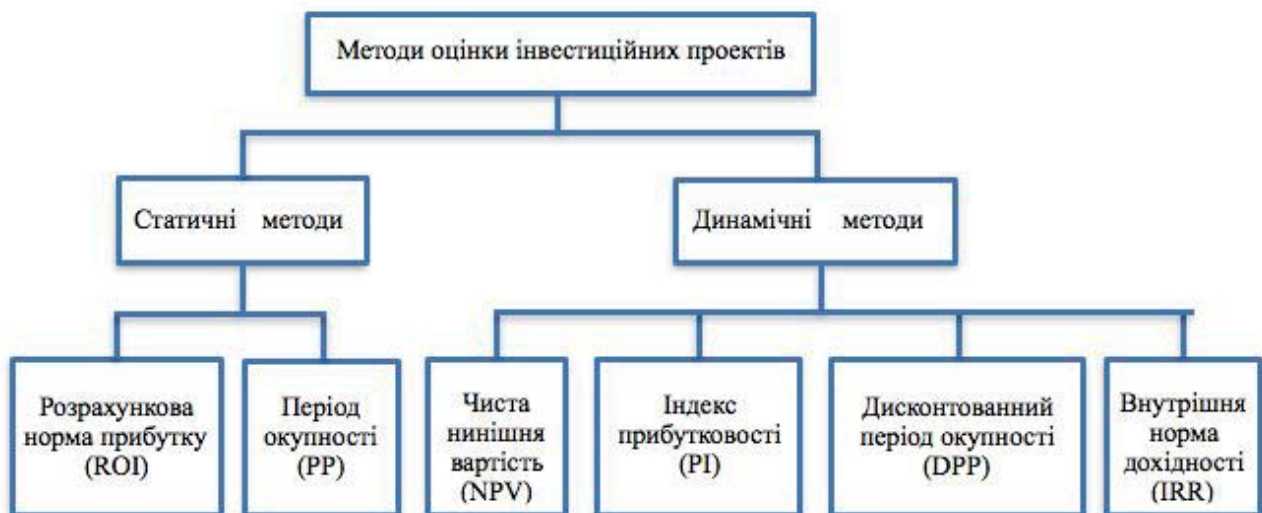 Методи оцінки інвестиційних проектів
Статичні методи
Динамічні методи
Розрахункова
норма прибутку
(ROI)
Період
окупності
(PP)
Чиста
нинішня
вартість
(NPV)
Індекс
прибутковості
(PI)
Дисконтованний
період окупності
(DPP)
Внутрішня
норма
дохідності
(IRR)